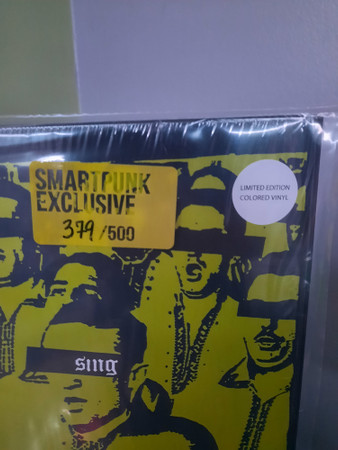 SMARTPUNK
EXCLUSIVE
379/500
LIMITED EDITION
COLORED VINYL
sing